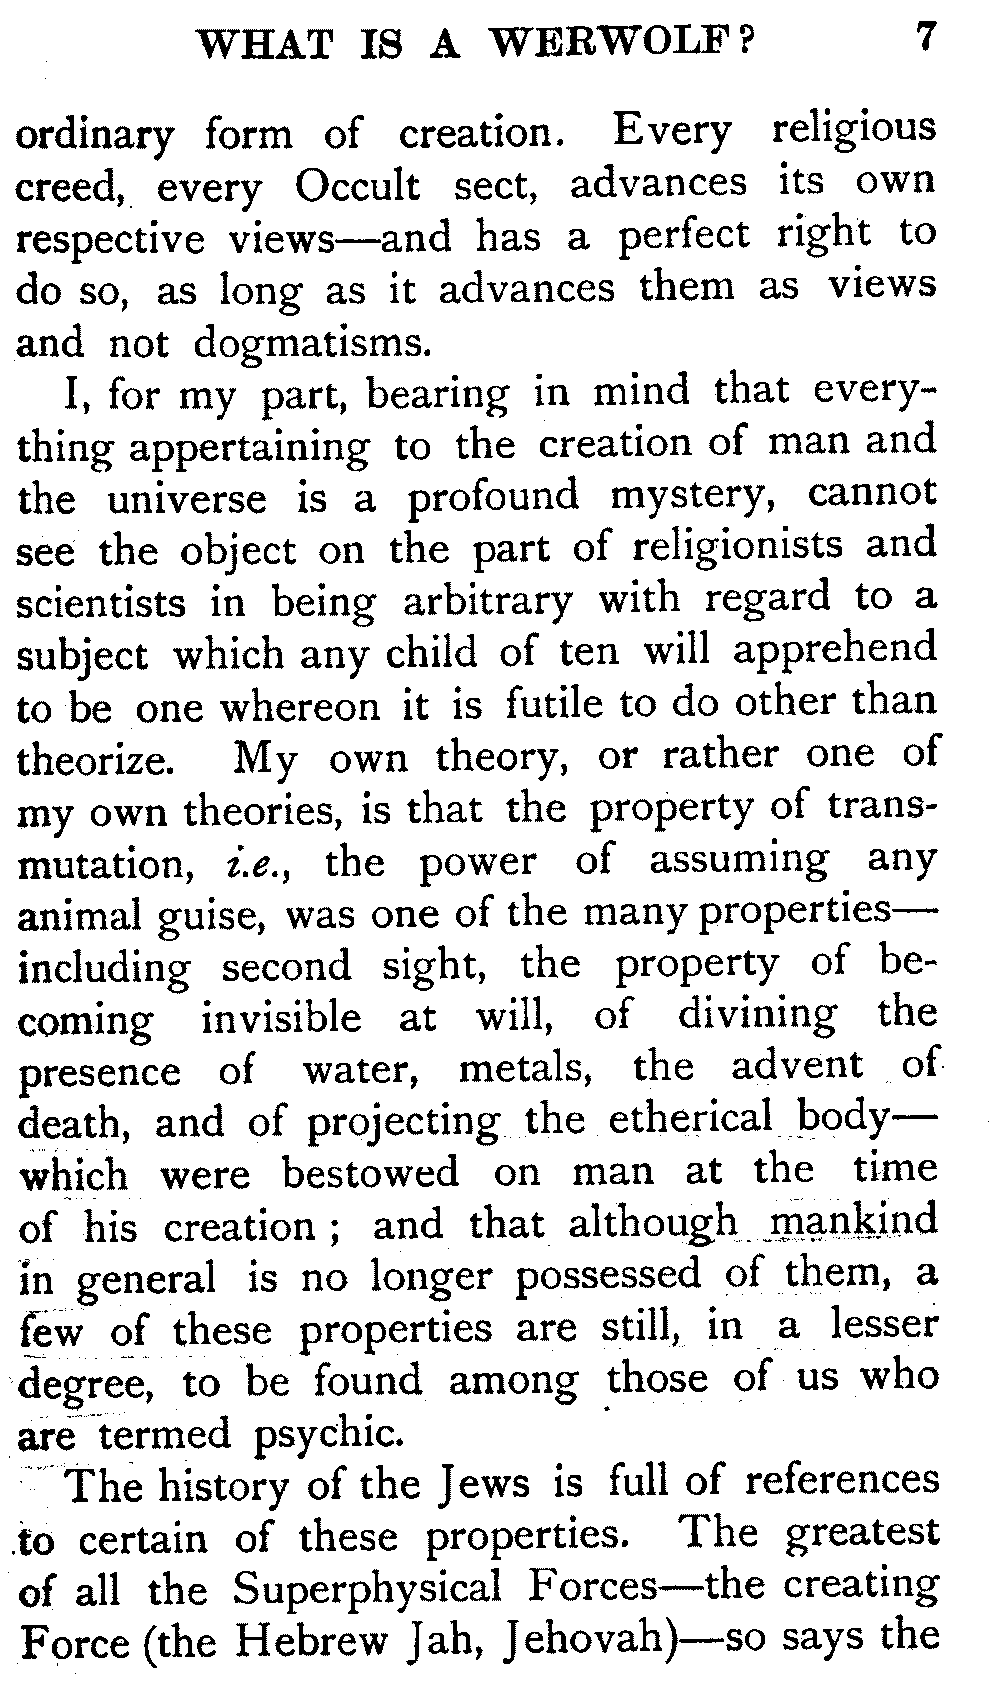 WHAT IS A WERWOLF? 7
ordinary form of creation. Every religious
creed, every Occult sect, advances its own
respective views—and has a perfect right to
do so, as long as it advances them as views
and not dogmatisms.
I, for my part, bearing in mind that every-
thing appertaining to the creation of man and
the universe is a profound mystery, cannot
see the object on the part of religionists and
scientists in being arbitrary with regard to a
subject which any child of ten will apprehend
to be one whereon it is futile to do other than
theorize. My own theory, or rather one of
my own theories, is that the property of trans-
mutation, i.e., the power of assuming any
animal guise, was one of the many properties—
including second sight, the property of be-
coming invisible at will, of divining the
presence of water, metals, the advent of
death, and of projecting the etherical body—
which were bestowed on man at the time
of his creation ; and that although mankind
in general is no longer possessed of them, a
few of these properties are still, in a lesser
degree, to be found among those of us who
are termed psychic.
The history of the Jews is full of references
to certain of these properties. The greatest
of all the Superphysical Forces—the creating
Force (the Hebrew Jah, Jehovah)—so says the